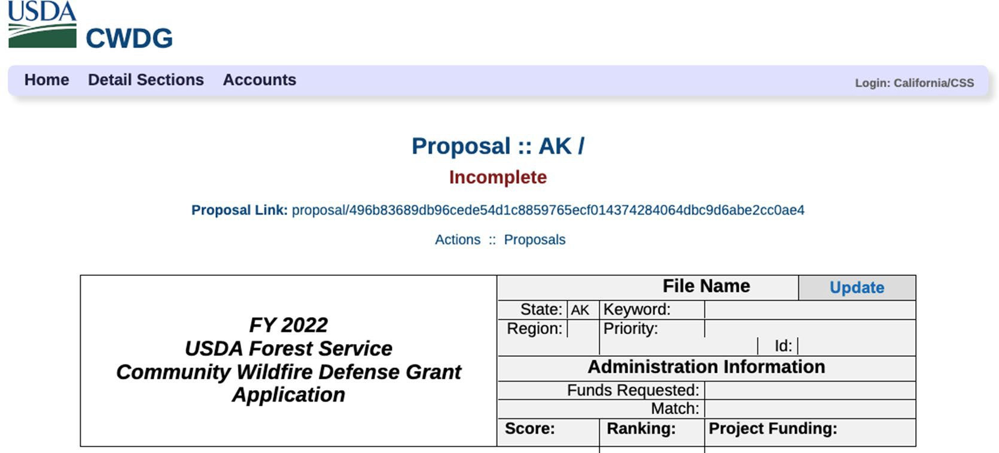 USDA
CWDG
Home Detail Sections Accounts Login: California/CSS
Proposal :: AK /
Incomplete
Proposal Link: proposal/496b83689db96cede54d1c8859765ecf014374284064dbc9d6abe2cc0ae4
Actions :: Proposals
FY 2022
USDA Forest Service
Community Wildfire Defense Grant
Application
File Name Update
State: AK Keyword:
Region: Priority:
Id:
Administration Information
Funds Requested:
Match:
Score: Ranking: Project Funding: